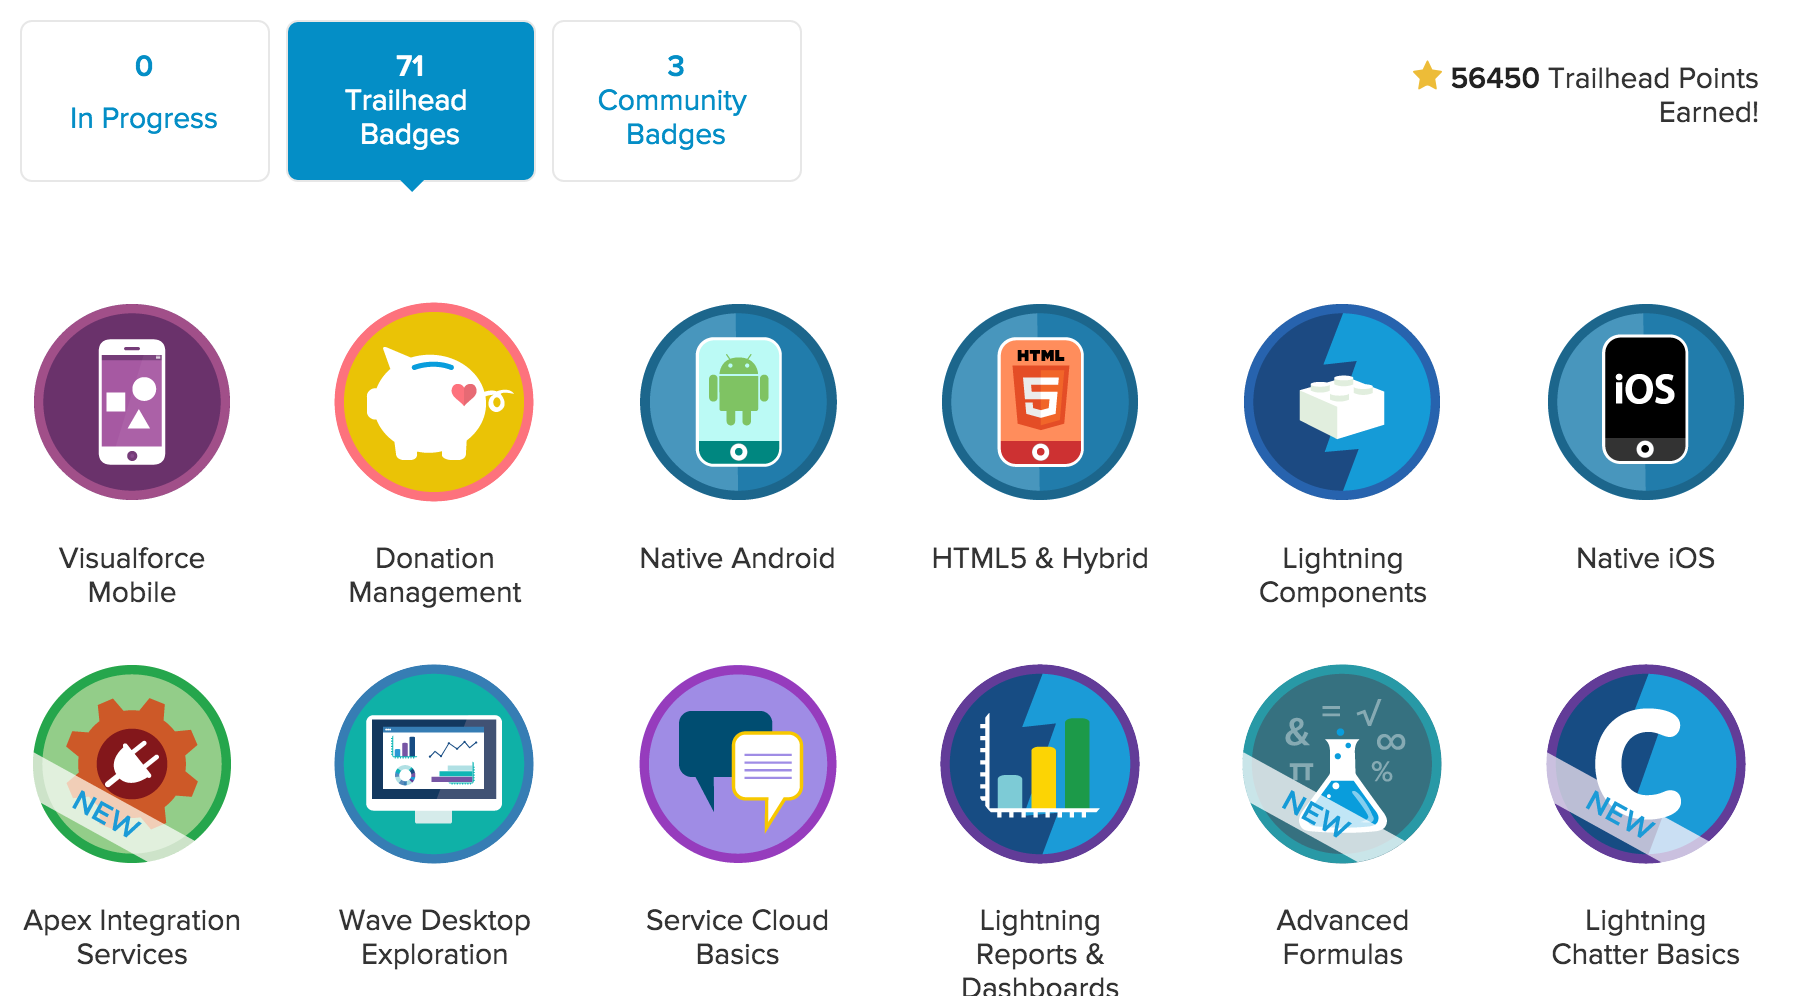 0
In Progress
71
Trailhead
Badges
3
Community
Badges
56450 Trailhead Points
Earned!
HTML
5
iOS
Visualforce
Mobile
Donation
Management
Native Android
HTML5 & Hybrid
Lightning
Components
Native iOS
NEW
& = √ ∞ π %
NEW
C
NEW
Apex Integration
Services
Wave Desktop
Exploration
Service Cloud
Basics
Lightning
Reports &
Dashboards
Advanced
Formulas
Lightning
Chatter Basics